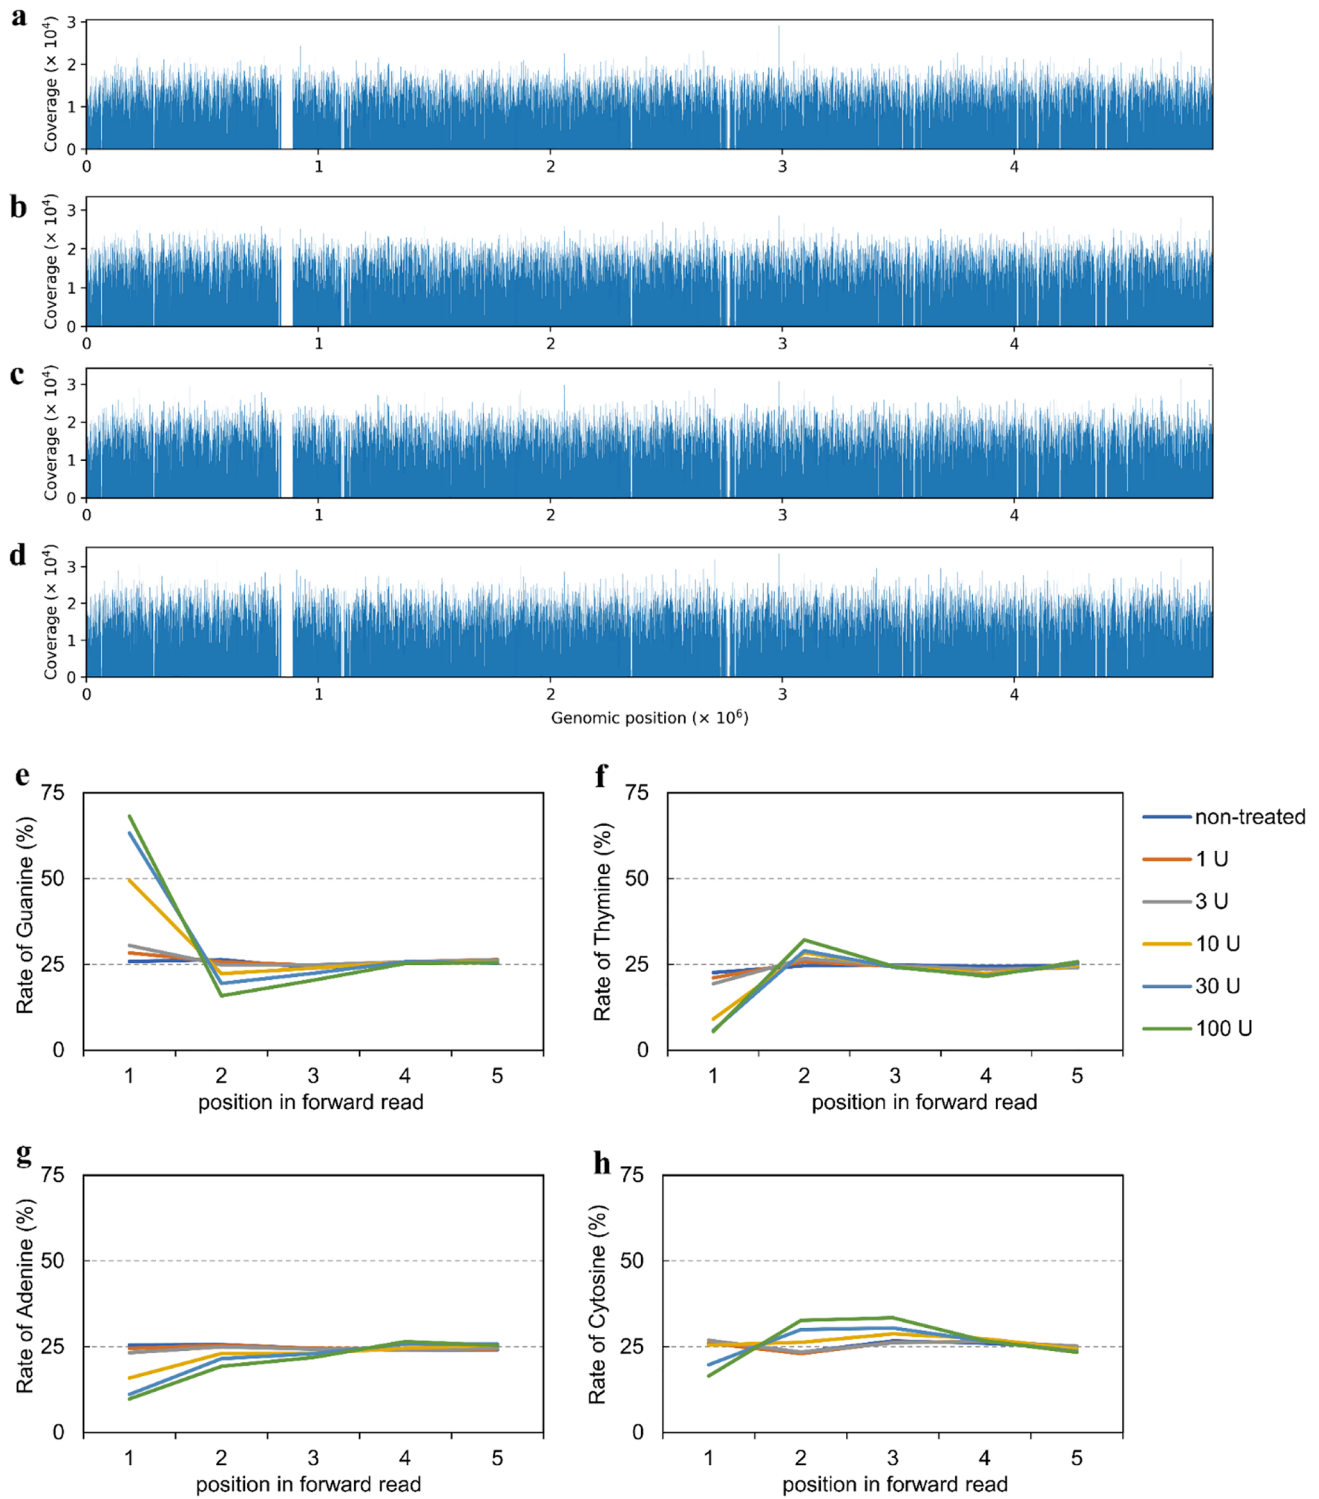 a
Coverage (× 10⁴)
3
2
1
0
0 1 2 3 4
b
Coverage (× 10⁴)
3
2
1
0
0 1 2 3 4
c
Coverage (× 10⁴)
3
2
1
0
0 1 2 3 4
d
Coverage (× 10⁴)
3
2
1
0
0 1 2 3 4
Genomic position (× 10⁶)
e
Rate of Guanine (%)
75
50
25
0
1 2 3 4 5
position in forward read
f
Rate of Thymine (%)
75
50
25
0
1 2 3 4 5
position in forward read
non-treated
1 U
3 U
10 U
30 U
100 U
g
Rate of Adenine (%)
75
50
25
0
1 2 3 4 5
position in forward read
h
Rate of Cytosine (%)
75
50
25
0
1 2 3 4 5
position in forward read